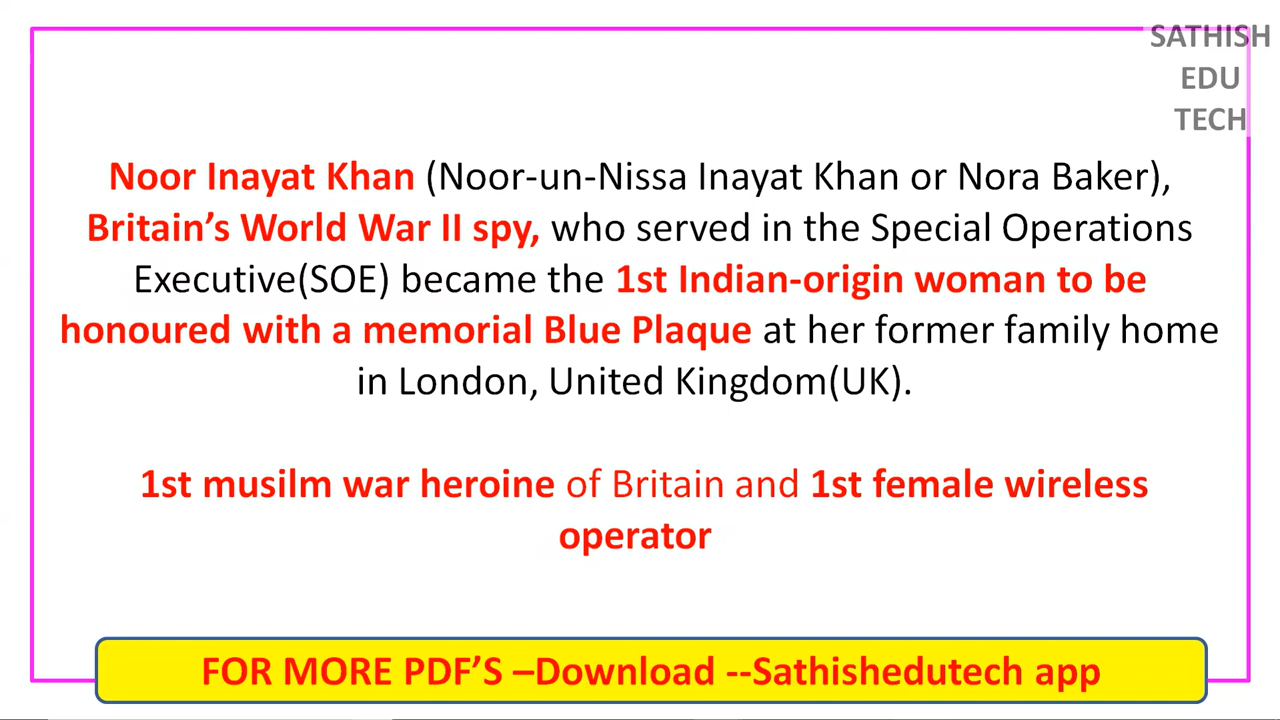 SATHISH
EDU
TECH
Noor Inayat Khan (Noor-un-Nissa Inayat Khan or Nora Baker),
Britain’s World War II spy, who served in the Special Operations
Executive(SOE) became the 1st Indian-origin woman to be
honoured with a memorial Blue Plaque at her former family home
in London, United Kingdom(UK).
1st musilm war heroine of Britain and 1st female wireless
operator
FOR MORE PDF’S –Download --Sathishedutech app